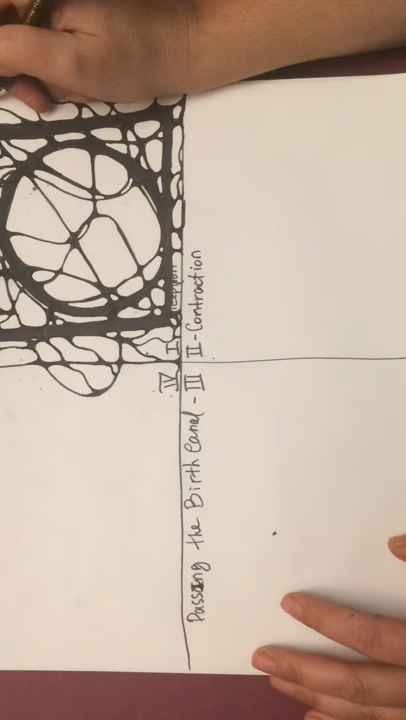 I
II-Contraction
IV
Passing the Birth Canal - III